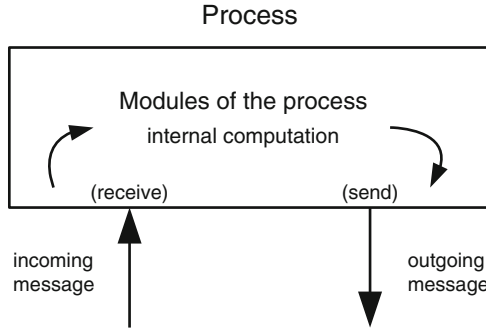 Process
Modules of the process
internal computation
(receive)
(send)
incoming
message
outgoing
message